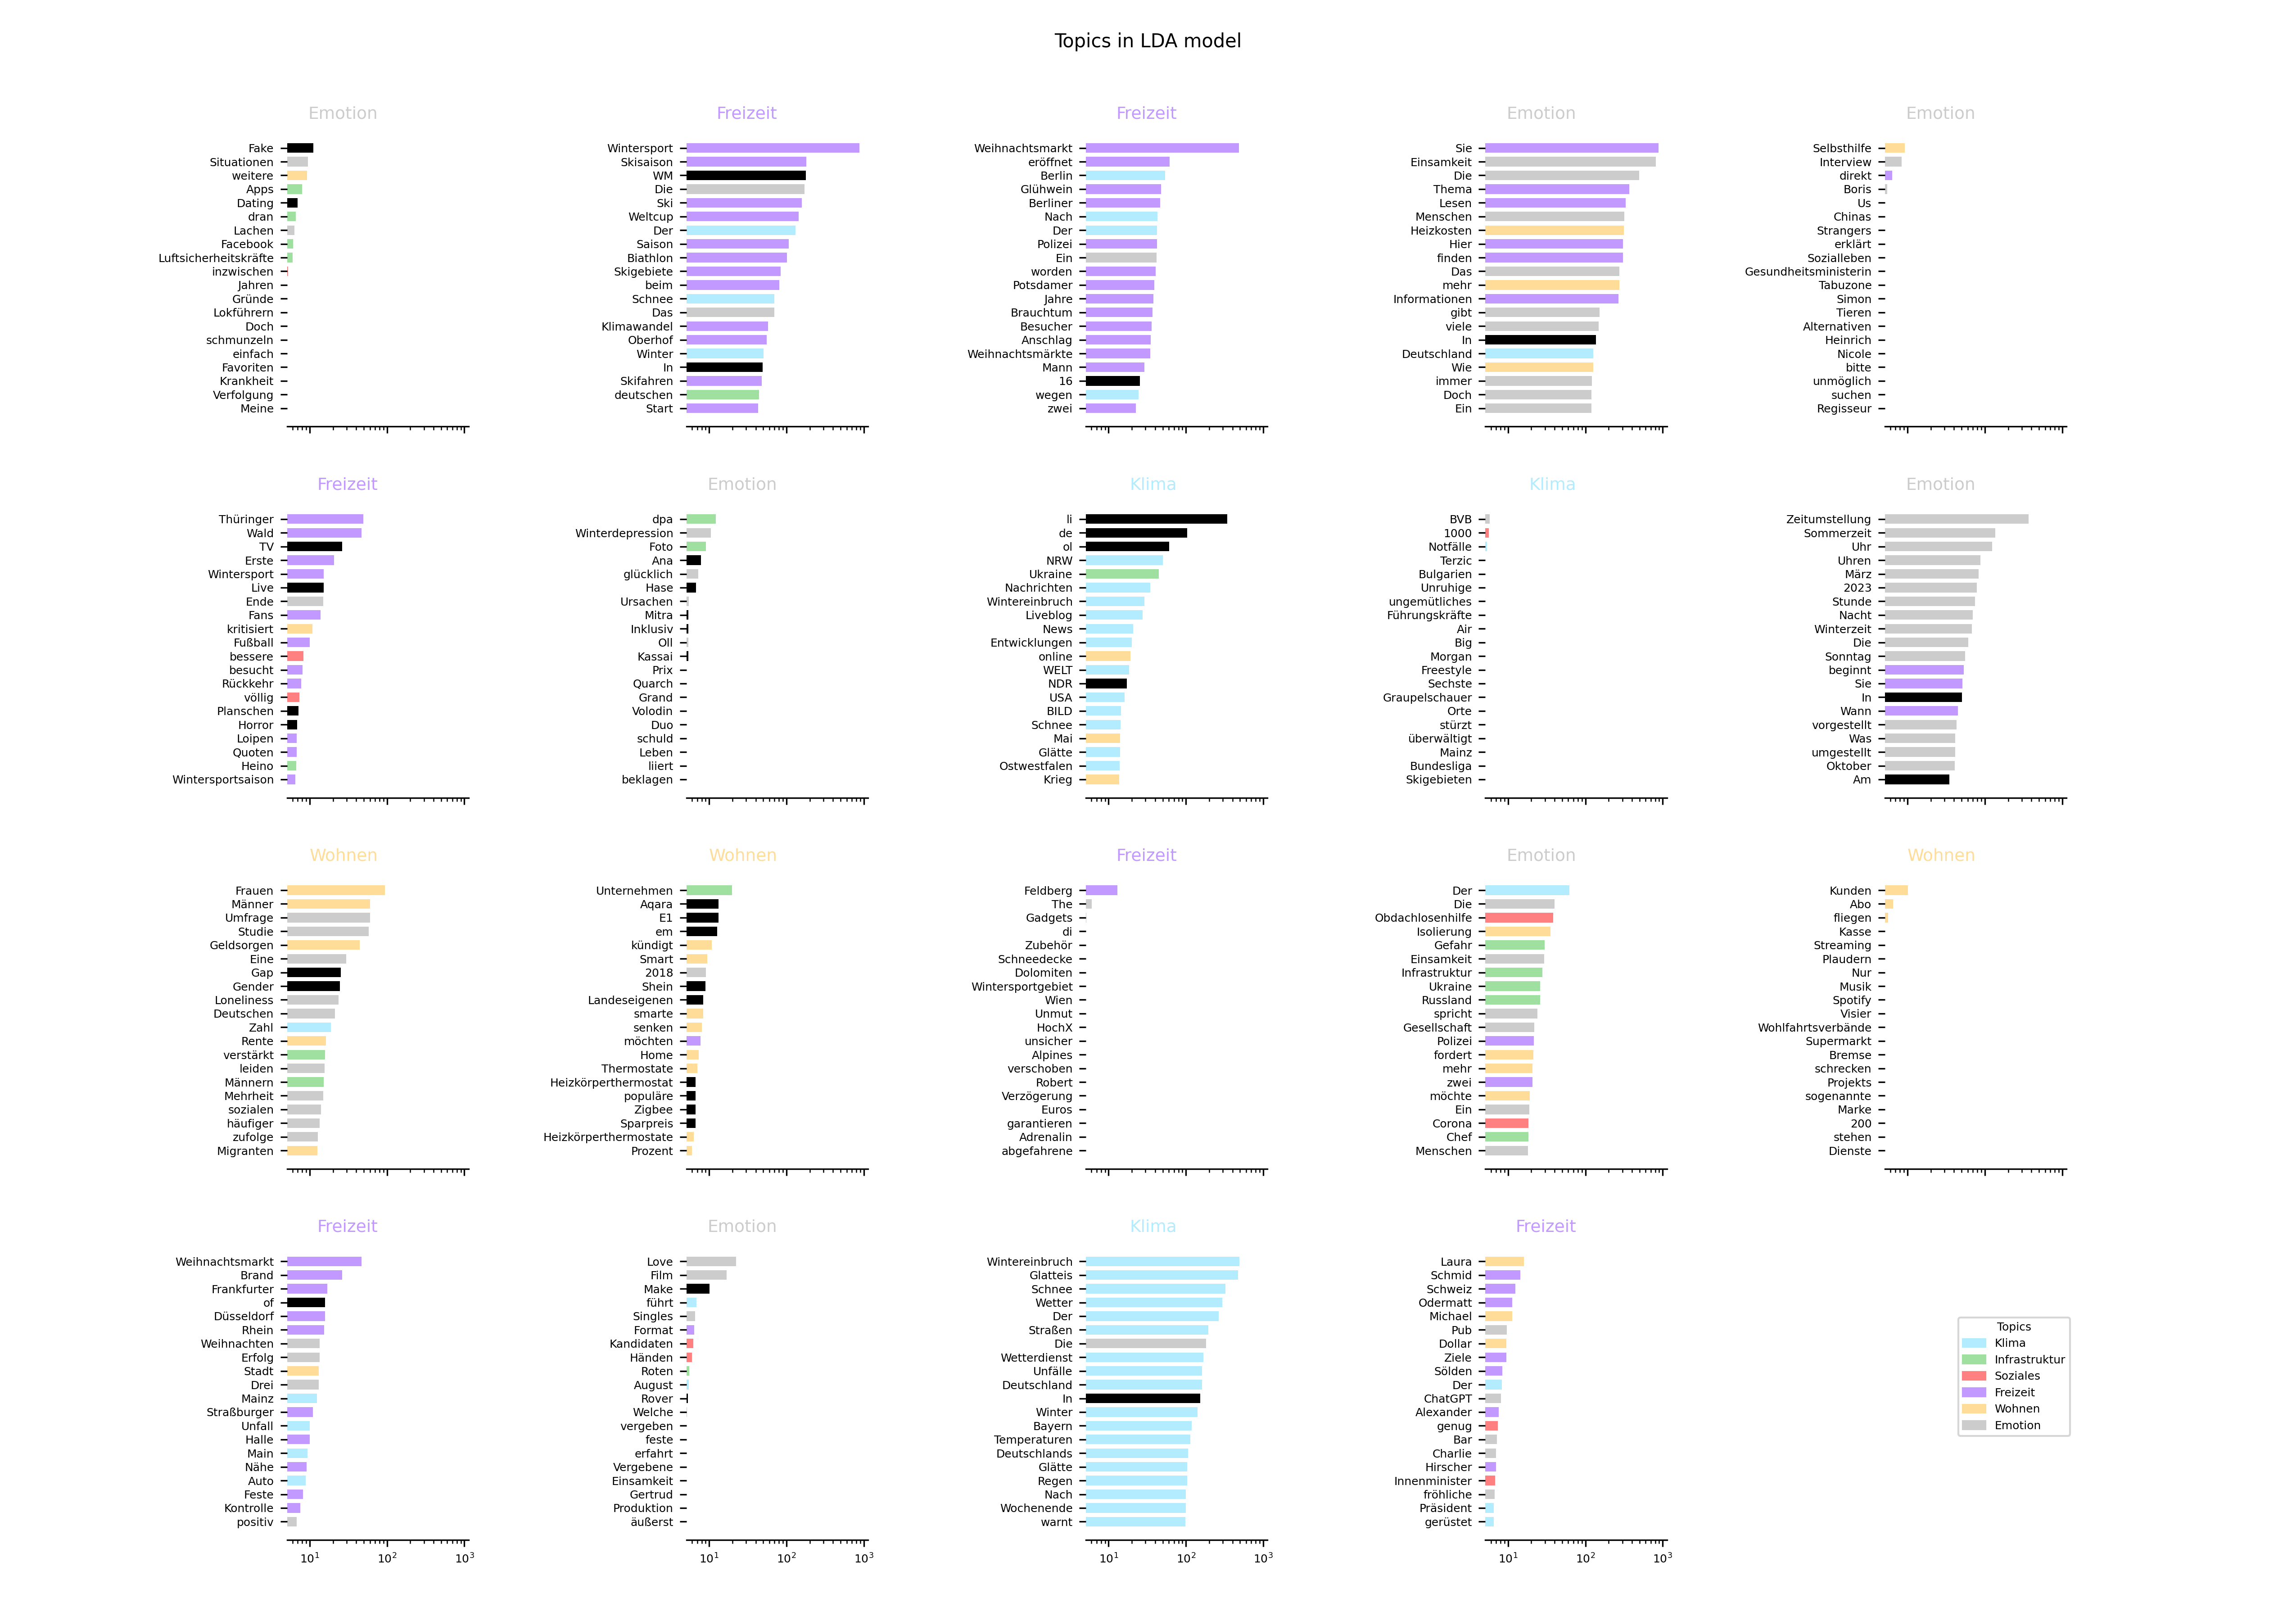 Topics in LDA model
Emotion
Fake
Situationen
weitere
Apps
Dating
dran
Lachen
Facebook
Luftsicherheitskräfte
inzwischen
Jahren
Gründe
Lokführern
Doch
schmunzeln
einfach
Favoriten
Krankheit
Verfolgung
Meine
Freizeit
Wintersport
Skisaison
WM
Die
Ski
Weltcup
Der
Saison
Biathlon
Skigebiete
beim
Schnee
Das
Klimawandel
Oberhof
Winter
In
Skifahren
deutschen
Start
Freizeit
Weihnachtsmarkt
eröffnet
Berlin
Glühwein
Berliner
Nach
Der
Polizei
Ein
worden
Potsdamer
Jahre
Brauchtum
Besucher
Anschlag
Weihnachtsmärkte
Mann
16
wegen
zwei
Emotion
Sie
Einsamkeit
Die
Thema
Lesen
Menschen
Heizkosten
Hier
finden
Das
mehr
Informationen
gibt
viele
In
Deutschland
Wie
immer
Doch
Ein
Emotion
Selbsthilfe
Interview
direkt
Boris
Us
Chinas
Strangers
erklärt
Sozialleben
Gesundheitsministerin
Tabuzone
Simon
Tieren
Alternativen
Heinrich
Nicole
bitte
unmöglich
suchen
Regisseur
Freizeit
Thüringer
Wald
TV
Erste
Wintersport
Live
Ende
Fans
kritisiert
Fußball
bessere
besucht
Rückkehr
völlig
Planschen
Horror
Loipen
Quoten
Heino
Wintersportsaison
Emotion
dpa
Winterdepression
Foto
Ana
glücklich
Hase
Ursachen
Mitra
Inklusiv
Oll
Kassai
Prix
Quarch
Grand
Volodin
Duo
schuld
Leben
liiert
beklagen
Klima
li
de
ol
NRW
Ukraine
Nachrichten
Wintereinbruch
Liveblog
News
Entwicklungen
online
WELT
NDR
USA
BILD
Schnee
Mai
Glätte
Ostwestfalen
Krieg
Klima
BVB
1000
Notfälle
Terzic
Bulgarien
Unruhige
ungemütliches
Führungskräfte
Air
Big
Morgan
Freestyle
Sechste
Graupelschauer
Orte
stürzt
überwältigt
Mainz
Bundesliga
Skigebieten
Emotion
Zeitumstellung
Sommerzeit
Uhr
Uhren
März
2023
Stunde
Nacht
Winterzeit
Die
Sonntag
beginnt
Sie
In
Wann
vorgestellt
Was
umgestellt
Oktober
Am
Wohnen
Frauen
Männer
Umfrage
Studie
Geldsorgen
Eine
Gap
Gender
Loneliness
Deutschen
Zahl
Rente
verstärkt
leiden
Männern
Mehrheit
sozialen
häufiger
zufolge
Migranten
Wohnen
Unternehmen
Aqara
E1
em
kündigt
Smart
2018
Shein
Landeseigenen
smarte
senken
möchten
Home
Thermostate
Heizkörperthermostat
populäre
Zigbee
Sparpreis
Heizkörperthermostate
Prozent
Freizeit
Feldberg
The
Gadgets
di
Zubehör
Schneedecke
Dolomiten
Wintersportgebiet
Wien
Unmut
HochX
unsicher
Alpines
verschoben
Robert
Verzögerung
Euros
garantieren
Adrenalin
abgefahrene
Emotion
Der
Die
Obdachlosenhilfe
Isolierung
Gefahr
Einsamkeit
Infrastruktur
Ukraine
Russland
spricht
Gesellschaft
Polizei
fordert
mehr
zwei
möchte
Ein
Corona
Chef
Menschen
Wohnen
Kunden
Abo
fliegen
Kasse
Streaming
Plaudern
Nur
Musik
Spotify
Visier
Wohlfahrtsverbände
Supermarkt
Bremse
schrecken
Projekts
sogenannte
Marke
200
stehen
Dienste
Freizeit
Weihnachtsmarkt
Brand
Frankfurter
of
Düsseldorf
Rhein
Weihnachten
Erfolg
Stadt
Drei
Mainz
Straßburger
Unfall
Halle
Main
Nähe
Auto
Feste
Kontrolle
positiv
10¹ 10² 10³
Emotion
Love
Film
Make
führt
Singles
Format
Kandidaten
Händen
Roten
August
Rover
Welche
vergeben
feste
erfahrt
Vergebene
Einsamkeit
Gertrud
Produktion
äußerst
10¹ 10² 10³
Klima
Wintereinbruch
Glatteis
Schnee
Wetter
Der
Straßen
Die
Wetterdienst
Unfälle
Deutschland
In
Winter
Bayern
Temperaturen
Deutschlands
Glätte
Regen
Nach
Wochenende
warnt
10¹ 10² 10³
Freizeit
Laura
Schmid
Schweiz
Odermatt
Michael
Pub
Dollar
Ziele
Sölden
Der
ChatGPT
Alexander
genug
Bar
Charlie
Hirscher
Innenminister
fröhliche
Präsident
gerüstet
10¹ 10² 10³
Topics
Klima
Infrastruktur
Soziales
Freizeit
Wohnen
Emotion